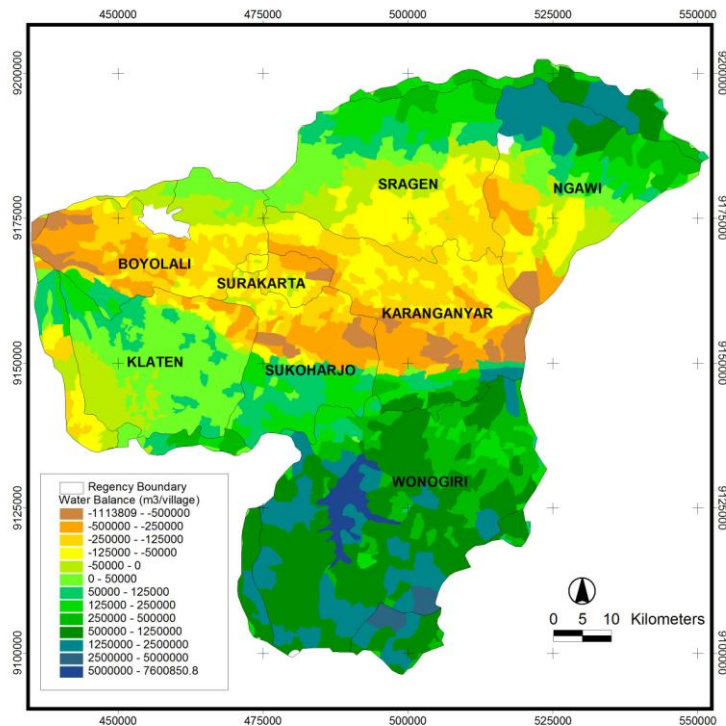 450000 475000 500000 525000 550000
9200000 9200000
SRAGEN
NGAWI
9175000 9175000
BOYOLALI
SURAKARTA
KARANGANYAR
9150000 KLATEN 9150000
SUKOHARJO
WONOGIRI
Regency Boundary
Water Balance (m3/village)
-1113809 - -500000
-500000 - -250000
-250000 - -125000
-125000 - -50000
-50000 - 0
0 - 50000
50000 - 125000
125000 - 250000
250000 - 500000
500000 - 1250000
1250000 - 2500000
2500000 - 5000000
5000000 - 7600850.8
9125000 9125000
0 5 10 Kilometers
9100000 9100000
450000 475000 500000 525000 550000